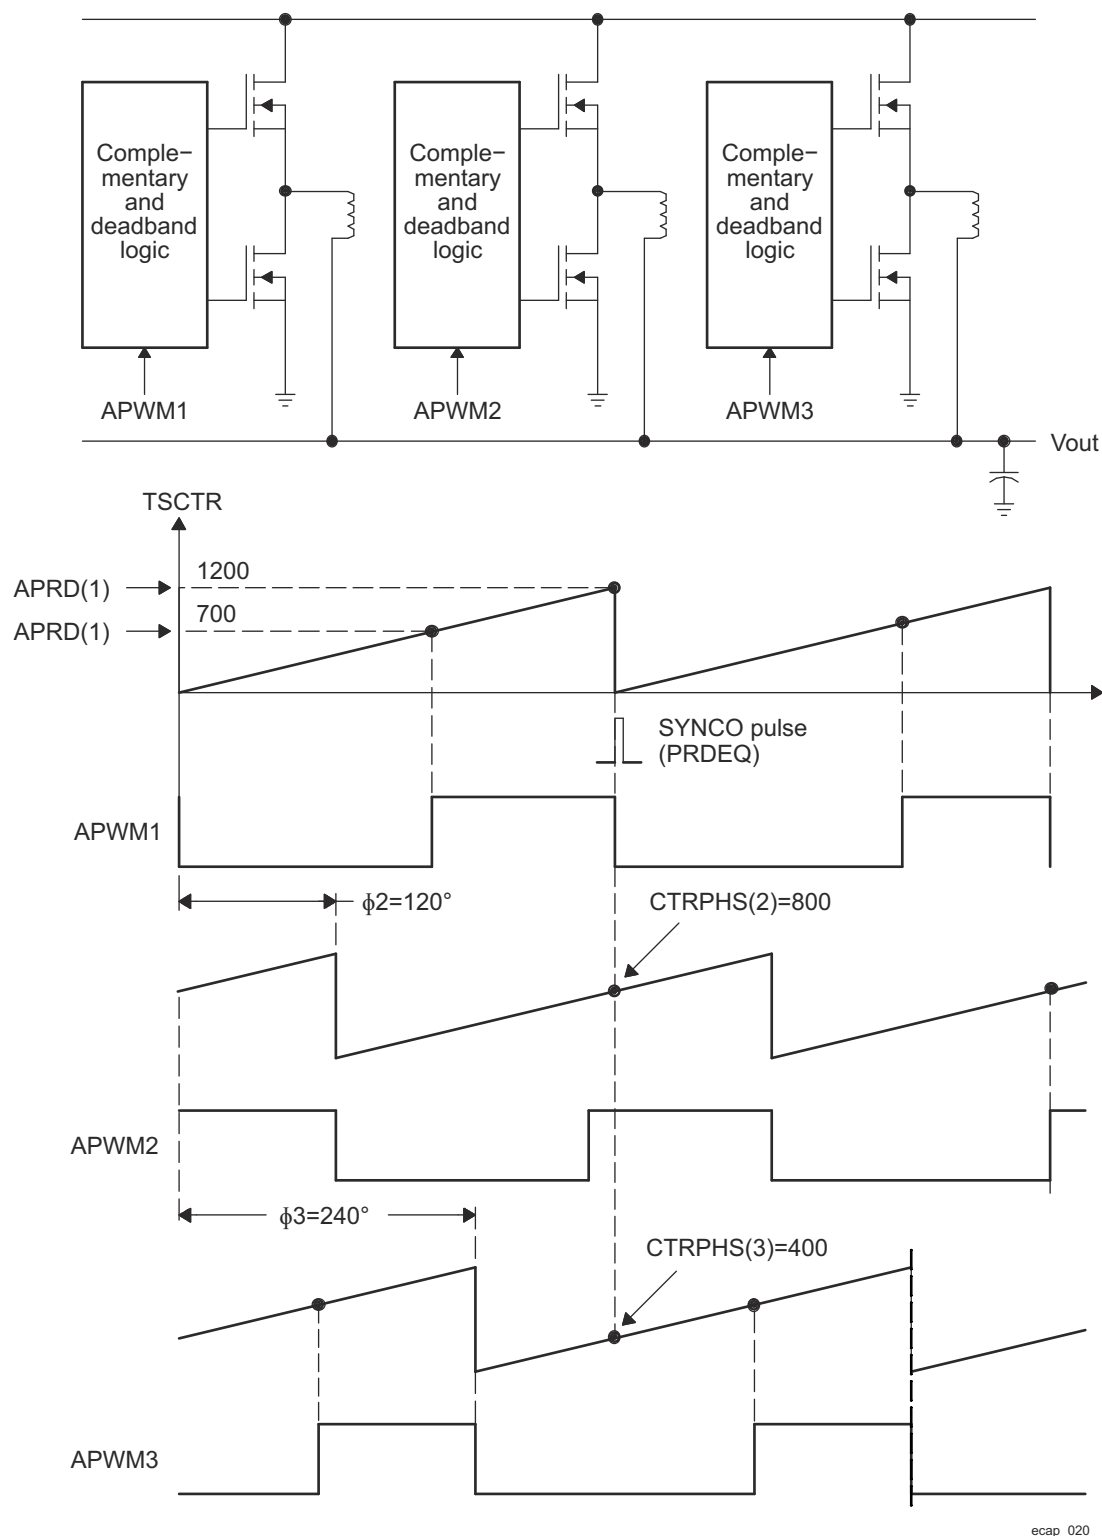 Comple−
mentary
and
deadband
logic
Comple−
mentary
and
deadband
logic
Comple−
mentary
and
deadband
logic
APWM1
APWM2
APWM3
Vout
TSCTR
APRD(1)
1200
APRD(1)
700
SYNCO pulse
(PRDEQ)
APWM1
ϕ2=120°
CTRPHS(2)=800
APWM2
ϕ3=240°
CTRPHS(3)=400
APWM3
ecap_020